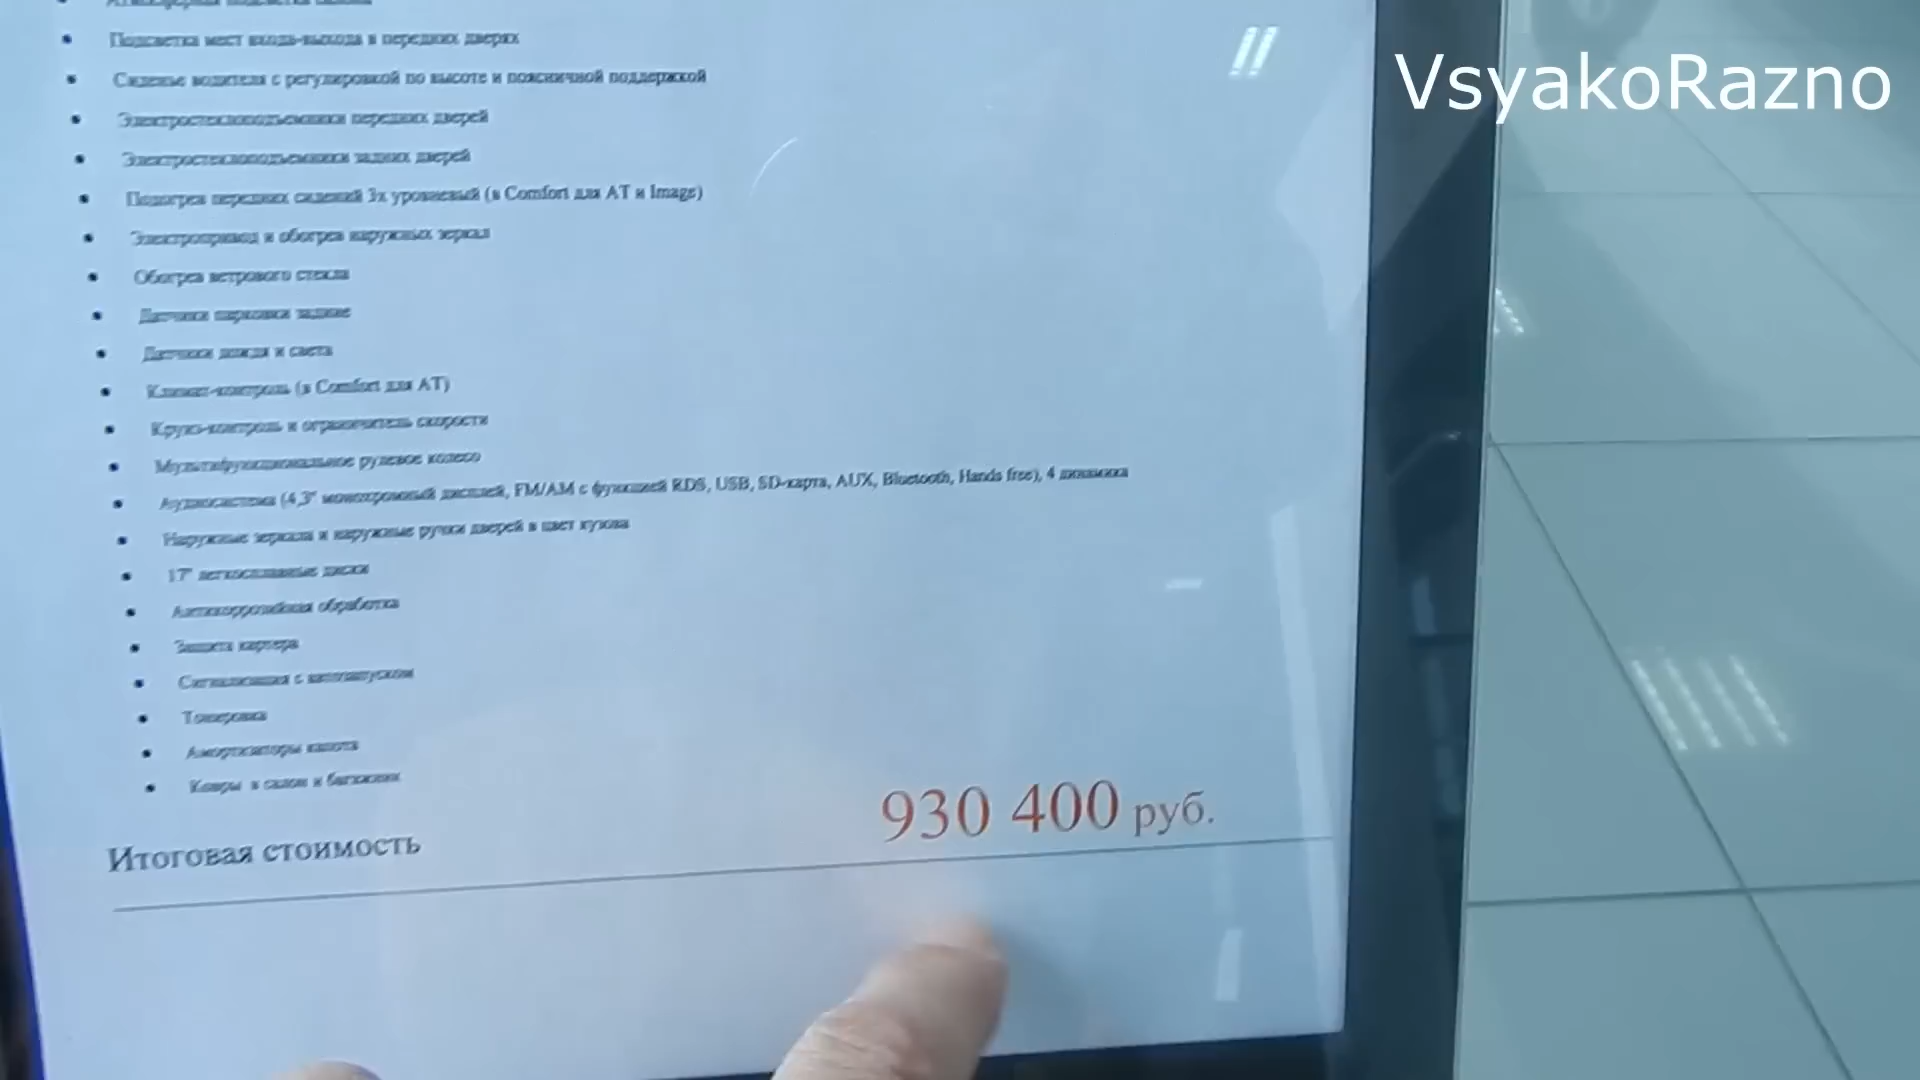 VsyakoRazno
Подсветка мест входа-выхода в передних дверях
Сиденье водителя с регулировкой по высоте и поясничной поддержкой
Электростеклоподъемники передних дверей
Электростеклоподъемники задних дверей
Подогрев передних сидений 3х уровневый (в Comfort для АТ и Image)
Электропривод и обогрев наружных зеркал
Обогрев ветрового стекла
Датчики парковки задние
Датчики дождя и света
Климат-контроль (в Comfort для АТ)
Круиз-контроль и ограничитель скорости
Мультифункциональное рулевое колесо
Аудиосистема (4,3" монохромный дисплей, FM/AM с функцией RDS, USB, SD-карта, AUX, Bluetooth, Hands free), 4 динамика
Наружные зеркала и наружные ручки дверей в цвет кузова
17" легкосплавные диски
Антикоррозийная обработка
Защита картера
Сигнализация с автозапуском
Тонировка
Амортизаторы капота
Ковры в салон и багажник
Итоговая стоимость 930 400 руб.